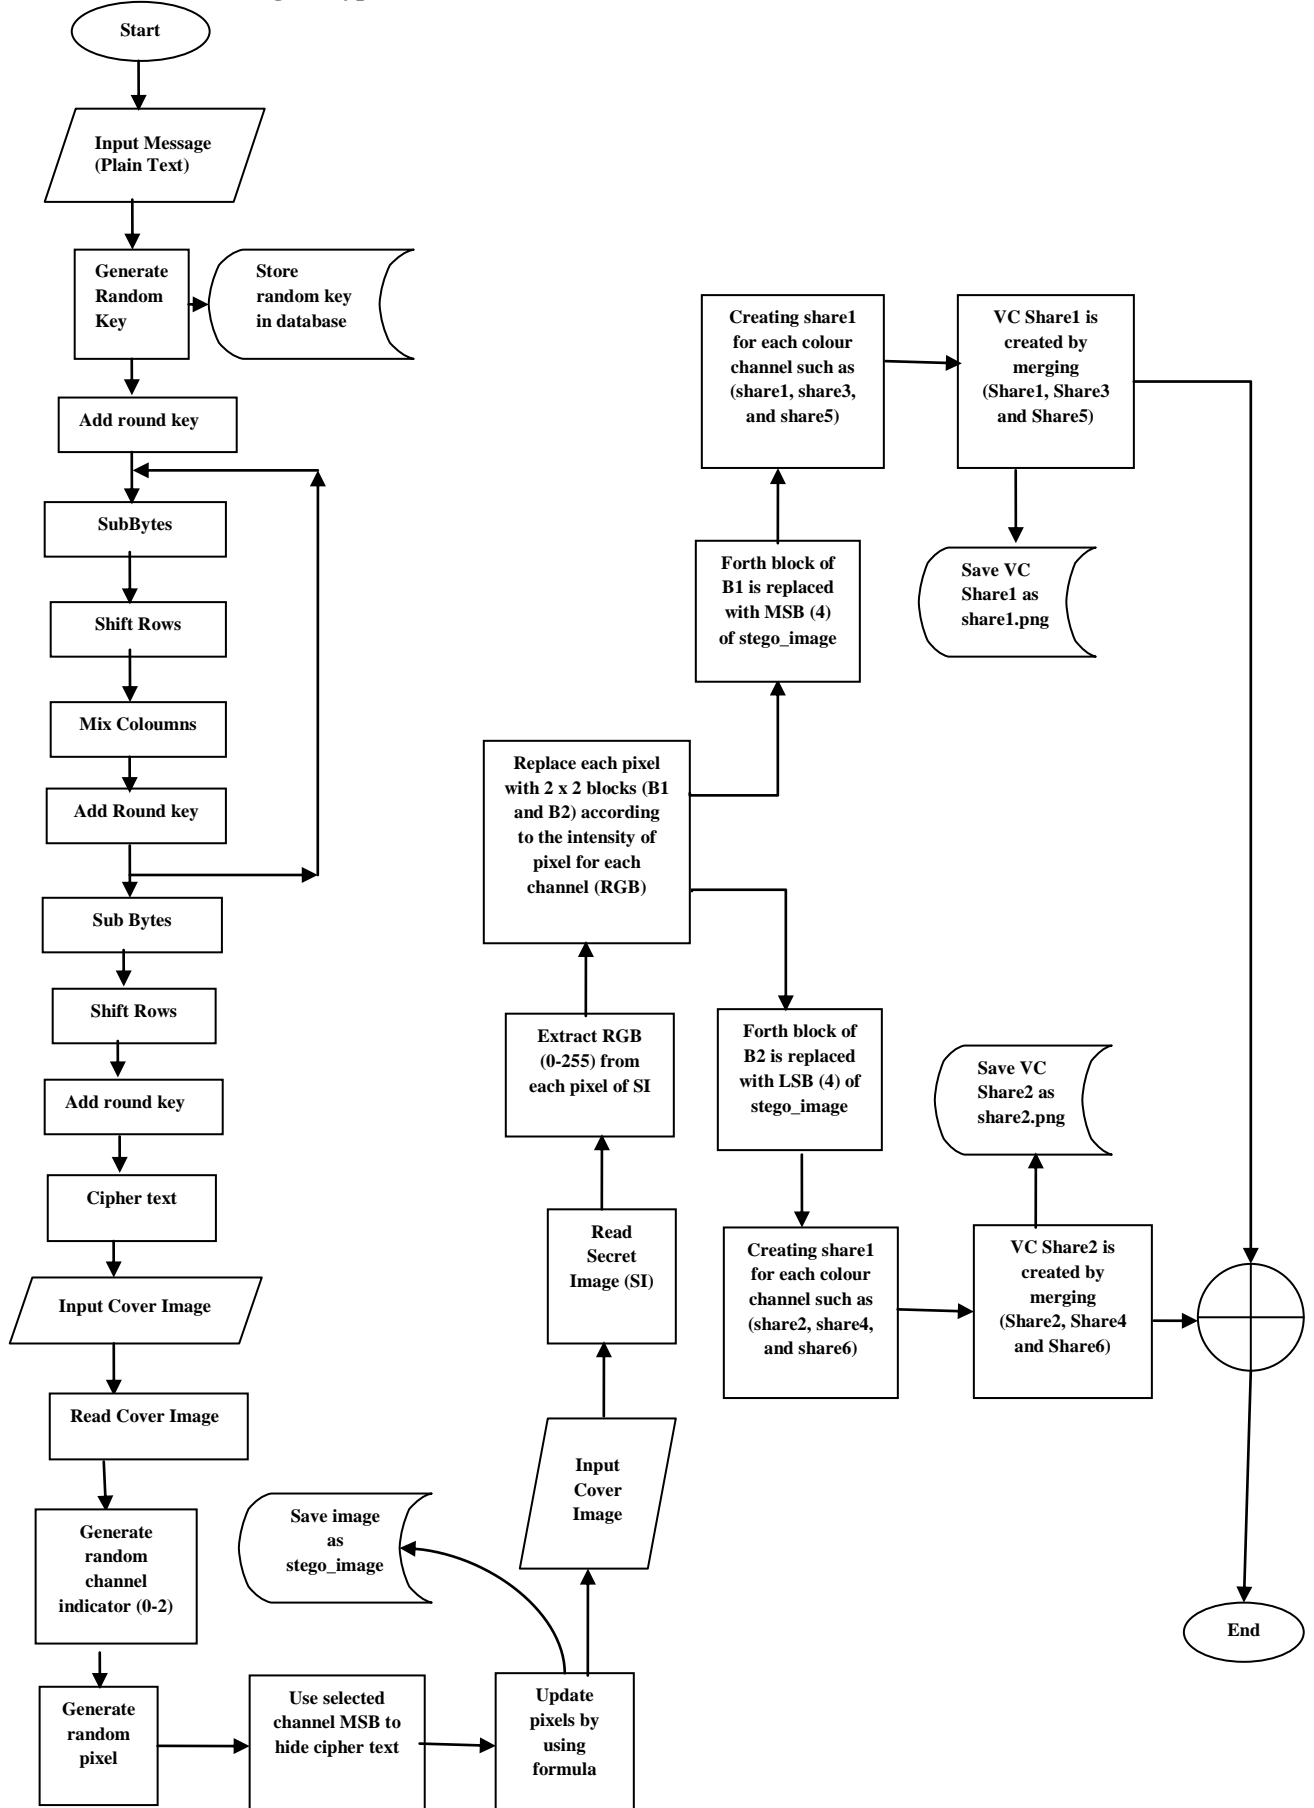 Start
Input Message
(Plain Text)
Generate
Random
Key
Store
random key
in database
Add round key
SubBytes
Shift Rows
Mix Coloumns
Add Round key
Sub Bytes
Shift Rows
Add round key
Cipher text
Input Cover Image
Read Cover Image
Generate
random
channel
indicator (0-2)
Generate
random
pixel
Use selected
channel MSB to
hide cipher text
Update
pixels by
using
formula
Save image
as
stego_image
Input
Cover
Image
Read
Secret
Image (SI)
Extract RGB
(0-255) from
each pixel of SI
Replace each pixel
with 2 x 2 blocks (B1
and B2) according
to the intensity of
pixel for each
channel (RGB)
Forth block of
B1 is replaced
with MSB (4)
of stego_image
Creating share1
for each colour
channel such as
(share1, share3,
and share5)
VC Share1 is
created by
merging
(Share1, Share3
and Share5)
Save VC
Share1 as
share1.png
Forth block of
B2 is replaced
with LSB (4) of
stego_image
Creating share1
for each colour
channel such as
(share2, share4,
and share6)
VC Share2 is
created by
merging
(Share2, Share4
and Share6)
Save VC
Share2 as
share2.png
End